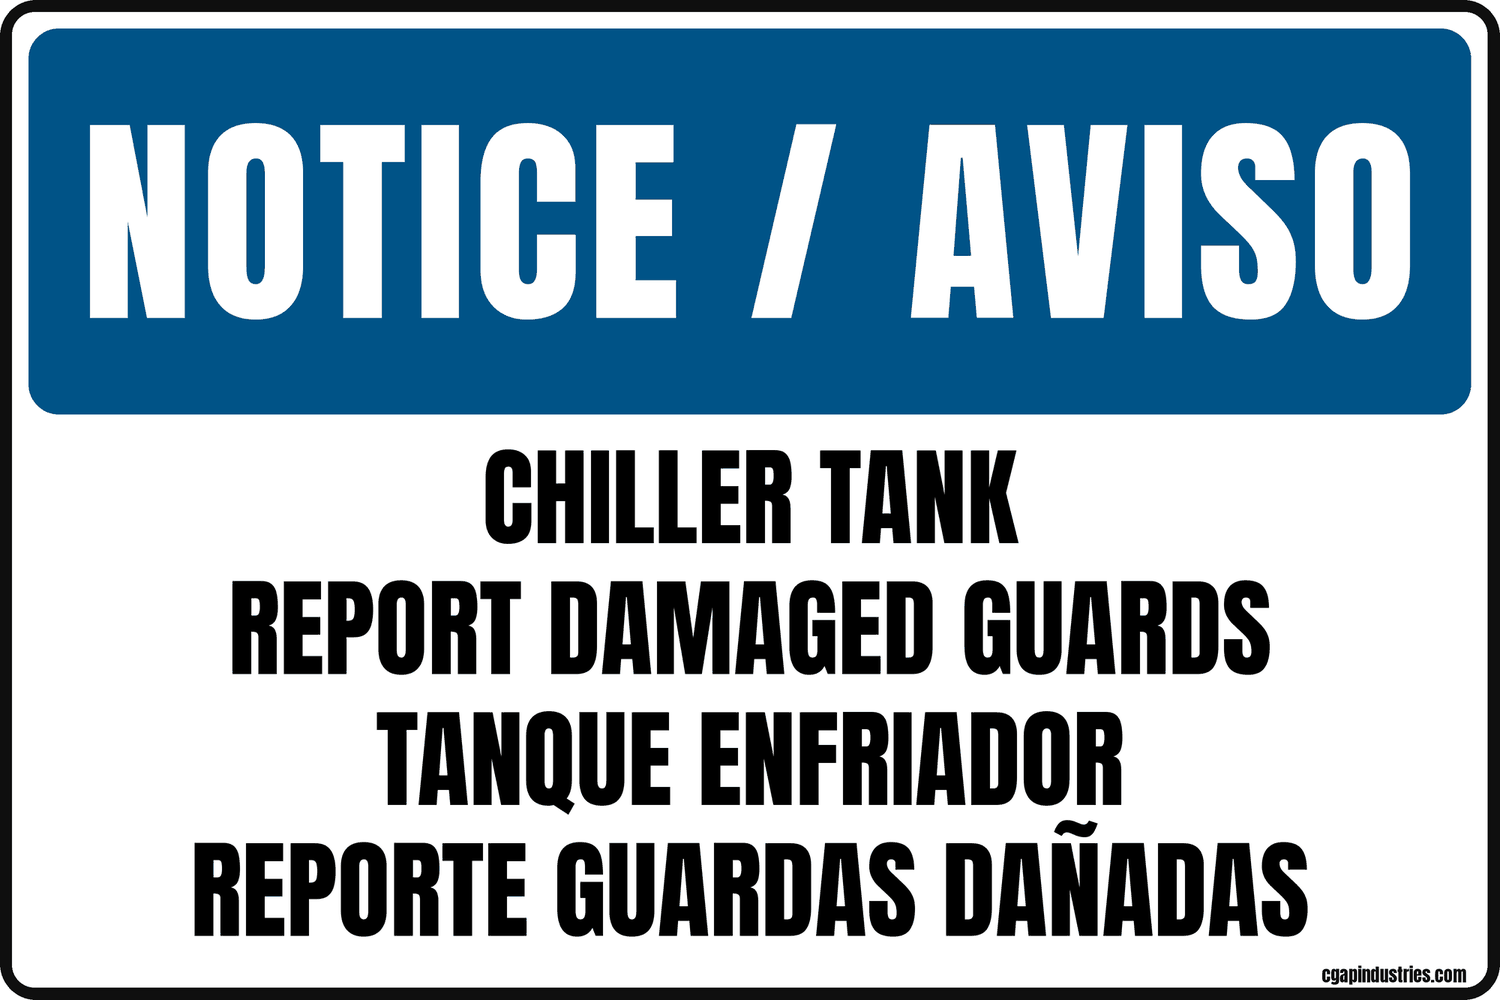 NOTICE / AVISO
CHILLER TANK
REPORT DAMAGED GUARDS
TANQUE ENFRIADOR
REPORTE GUARDAS DAÑADAS
cgapindustries.com